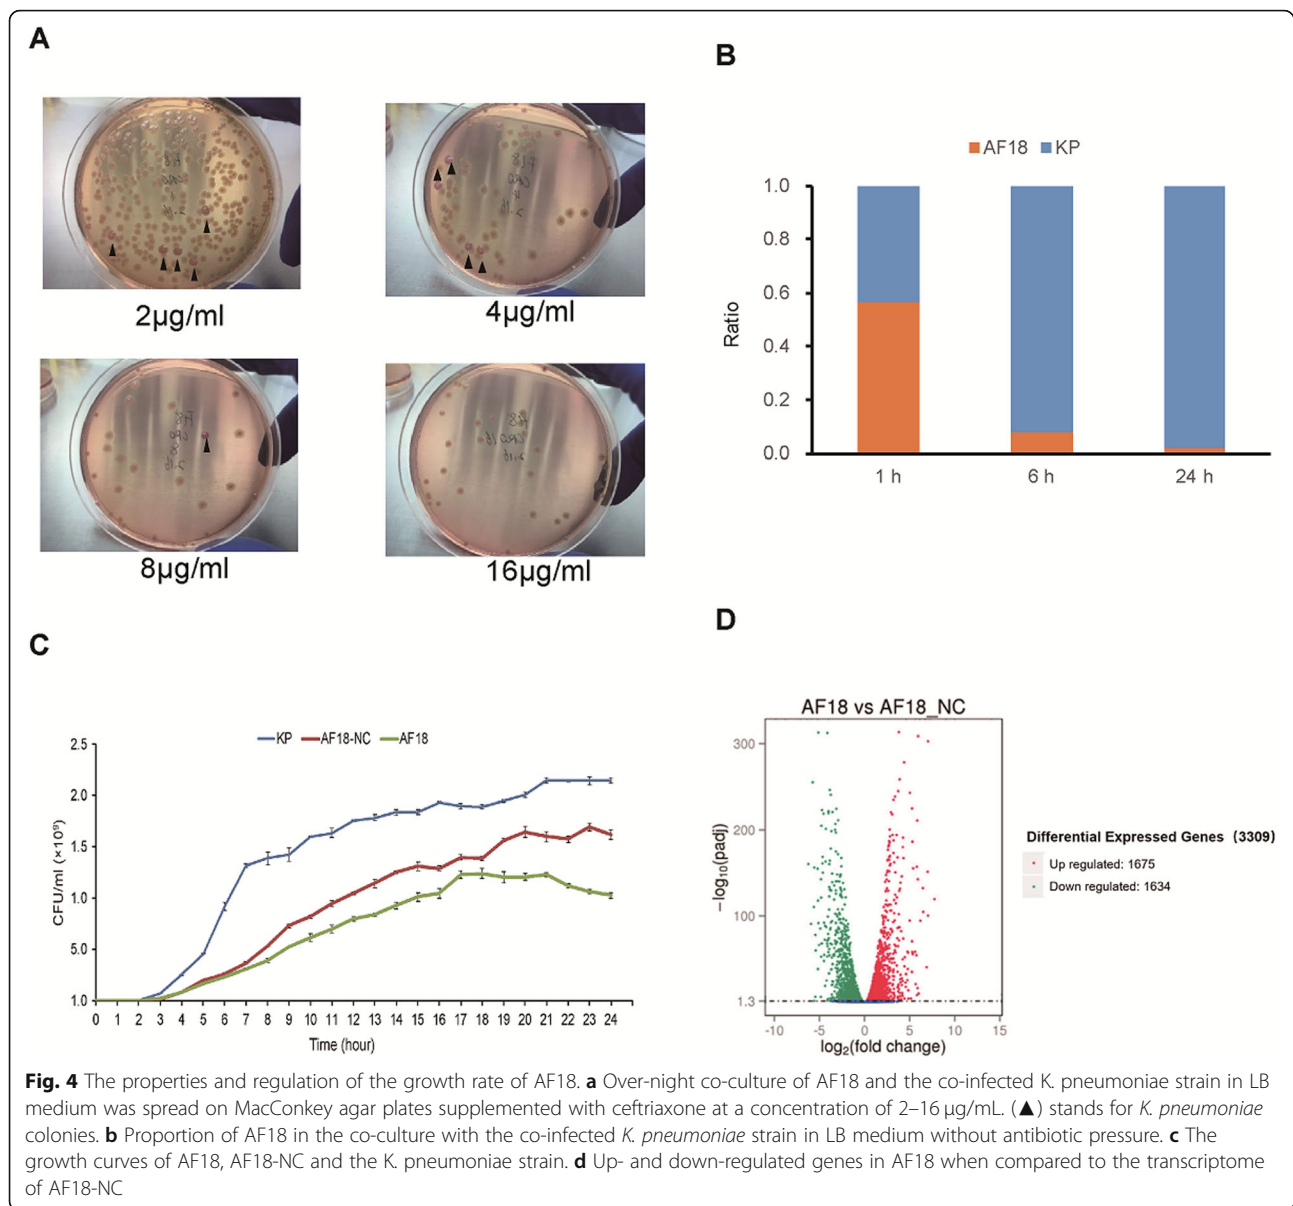 A
2µg/ml
4µg/ml
8µg/ml
16µg/ml
B
AF18 KP
1.0
0.8
0.6
0.4
0.2
0.0
Ratio
1 h 6 h 24 h
C
KP AF18-NC AF18
2.5
2.0
1.5
1.0
5.0
1.0
CFU/ml (×10⁹)
0 1 2 3 4 5 6 7 8 9 10 11 12 13 14 15 16 17 18 19 20 21 22 23 24
Time (hour)
D
AF18 vs AF18_NC
300
200
100
1.3
−log₁₀(padj)
-10 -5 0 5 10 15
log₂(fold change)
Differential Expressed Genes (3309)
Up regulated: 1675
Down regulated: 1634
Fig. 4 The properties and regulation of the growth rate of AF18. a Over-night co-culture of AF18 and the co-infected K. pneumoniae strain in LB
medium was spread on MacConkey agar plates supplemented with ceftriaxone at a concentration of 2–16 µg/mL. (▲) stands for K. pneumoniae
colonies. b Proportion of AF18 in the co-culture with the co-infected K. pneumoniae strain in LB medium without antibiotic pressure. c The
growth curves of AF18, AF18-NC and the K. pneumoniae strain. d Up- and down-regulated genes in AF18 when compared to the transcriptome
of AF18-NC